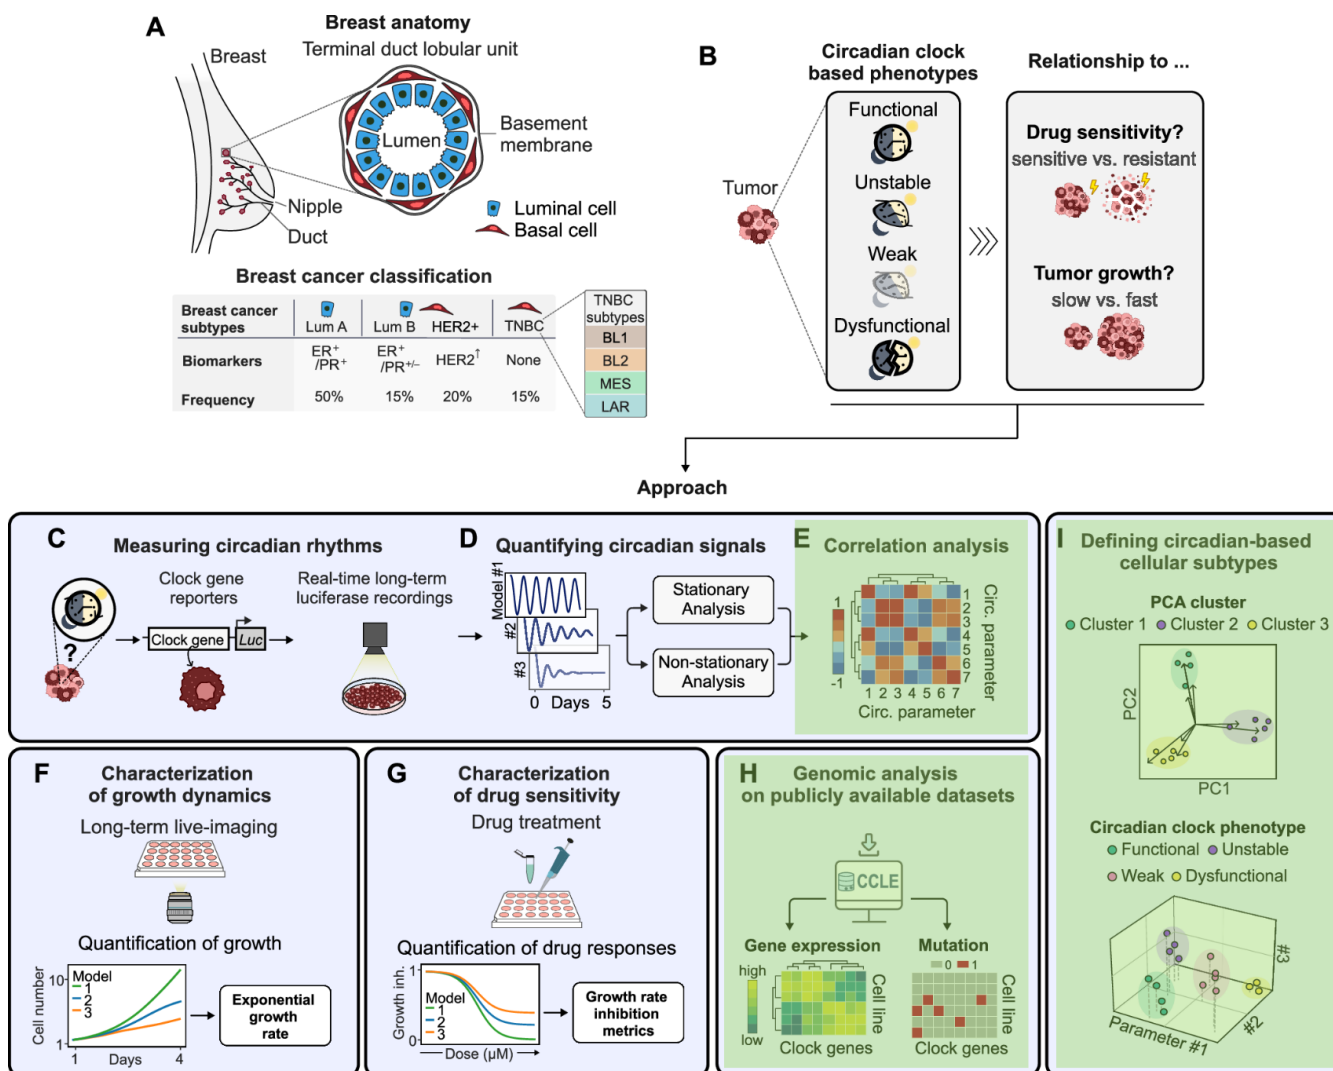 A
Breast anatomy
Terminal duct lobular unit
Breast
Lumen
Basement
membrane
Nipple
Duct
Luminal cell
Basal cell
Breast cancer classification
Breast cancer
subtypes
Lum A
Lum B
HER2+
TNBC
Biomarkers
ER+
/PR+
ER+
/PR+/−
HER2↑
None
Frequency
50%
15%
20%
15%
TNBC
subtypes
BL1
BL2
MES
LAR
B
Circadian clock
based phenotypes
Relationship to ...
Tumor
Functional
Unstable
Weak
Dysfunctional
Drug sensitivity?
sensitive vs. resistant
Tumor growth?
slow vs. fast
Approach
C
Measuring circadian rhythms
?
Clock gene
reporters
Clock gene
Luc
Real-time long-term
luciferase recordings
D
Quantifying circadian signals
Model #1
#2
#3
0 Days 5
Stationary
Analysis
Non-stationary
Analysis
E
Correlation analysis
1
-1
1
2
3
4
5
6
7
Circ. parameter
1 2 3 4 5 6 7
Circ. parameter
F
Characterization
of growth dynamics
Long-term live-imaging
Quantification of growth
Cell number
10
1
Model
1
2
3
1 Days 4
Exponential
growth
rate
G
Characterization
of drug sensitivity
Drug treatment
Quantification of drug responses
Growth inh.
1
0
Model
1
2
3
Dose (μM)
Growth rate
inhibition
metrics
H
Genomic analysis
on publicly available datasets
CCLE
Gene expression
high
low
Cell line
Clock genes
Mutation
0 1
Cell line
Clock genes
I
Defining circadian-based
cellular subtypes
PCA cluster
Cluster 1 Cluster 2 Cluster 3
PC2
PC1
Circadian clock phenotype
Functional Unstable
Weak Dysfunctional
#3
#2
Parameter #1